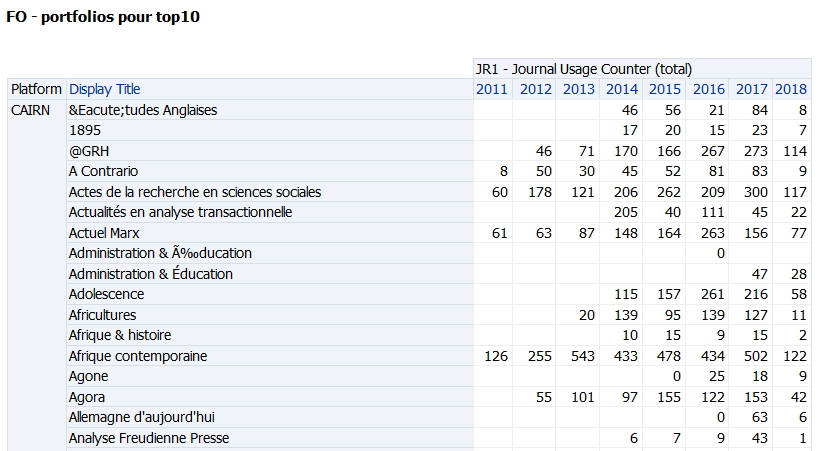 FO - portfolios pour top10
JR1 - Journal Usage Counter (total)
Platform Display Title 2011 2012 2013 2014 2015 2016 2017 2018
CAIRN &Eacute;tudes Anglaises 46 56 21 84 8
1895 17 20 15 23 7
@GRH 46 71 170 166 267 273 114
A Contrario 8 50 30 45 52 81 83 9
Actes de la recherche en sciences sociales 60 178 121 206 262 209 300 117
Actualités en analyse transactionnelle 205 40 111 45 22
Actuel Marx 61 63 87 148 164 263 156 77
Administration & Ã‰ducation 0
Administration & Éducation 47 28
Adolescence 115 157 261 216 58
Africultures 20 139 95 139 127 11
Afrique & histoire 10 15 9 15 2
Afrique contemporaine 126 255 543 433 478 434 502 122
Agone 0 25 18 9
Agora 55 101 97 155 122 153 42
Allemagne d'aujourd'hui 0 63 6
Analyse Freudienne Presse 6 7 9 43 1